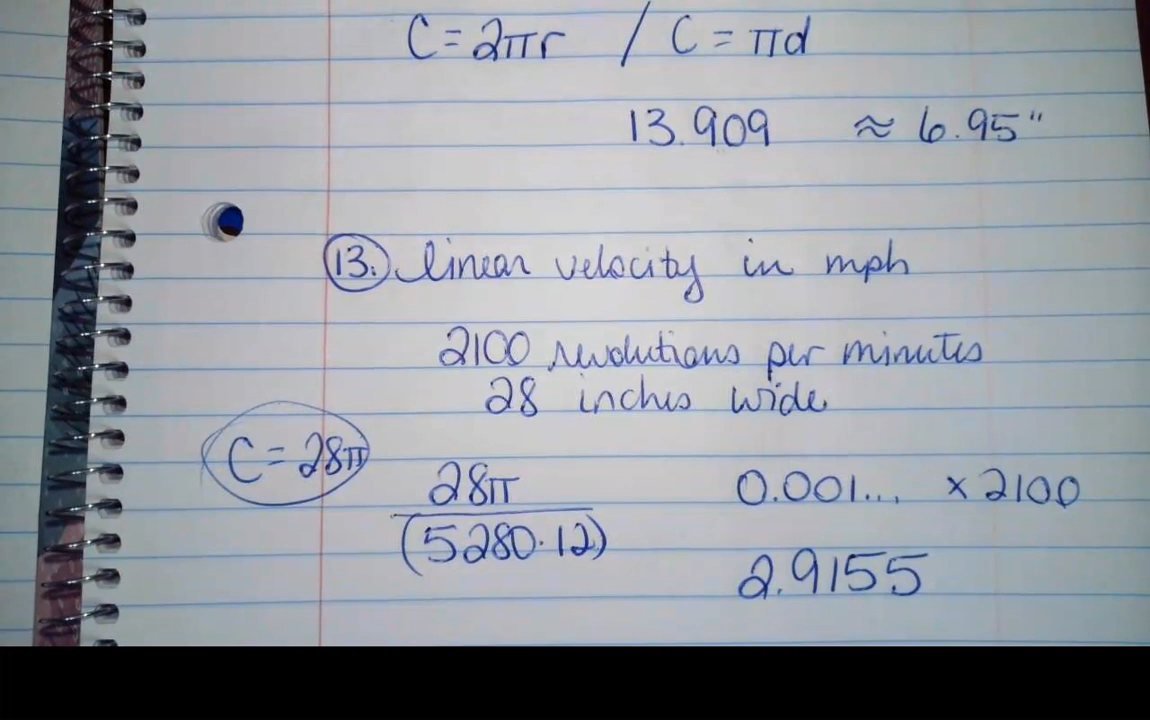 C = 2πr / C = πd
13.909 ≈ 6.95"
13. linear velocity in mph
2100 revolutions per minutes
28 inches wide
C = 28π
28π
(5280·12)
0.001... × 2100
2.9155